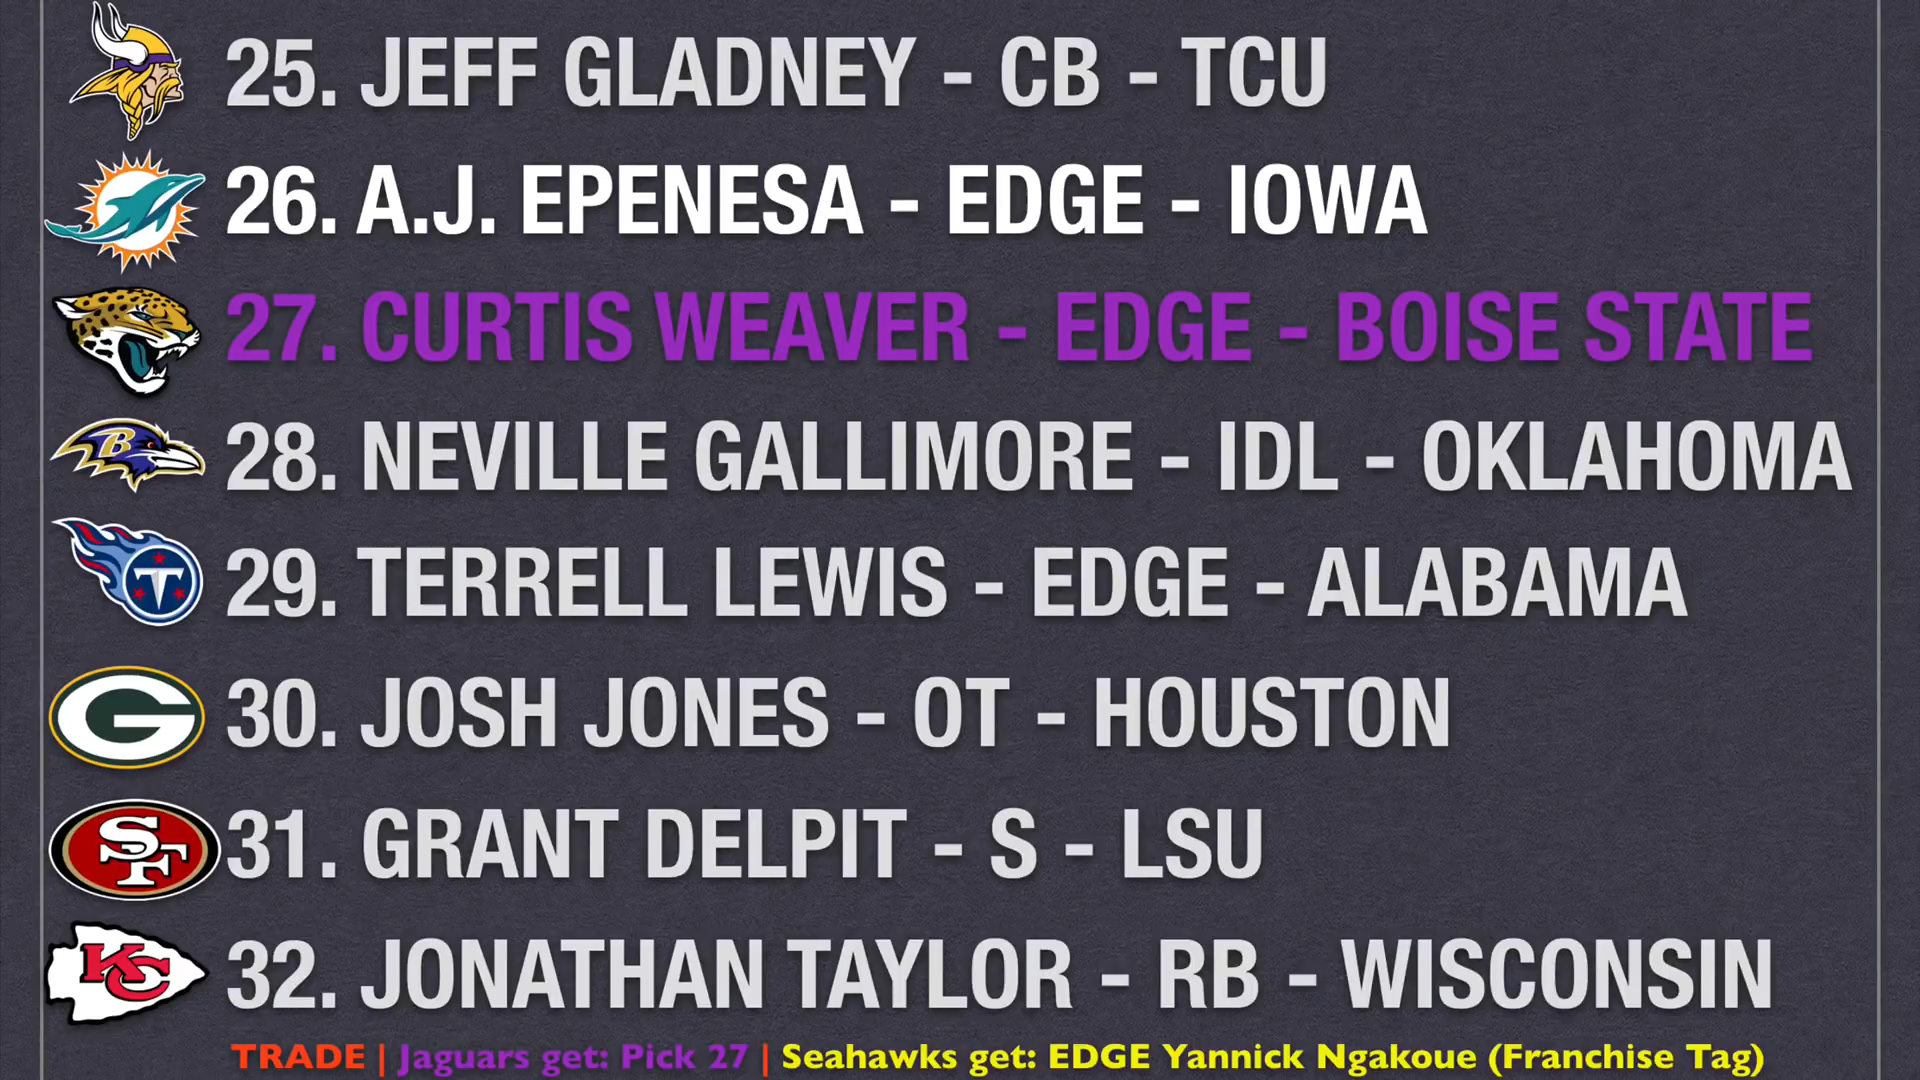 25. JEFF GLADNEY - CB - TCU
26. A.J. EPENESA - EDGE - IOWA
27. CURTIS WEAVER - EDGE - BOISE STATE
B
28. NEVILLE GALLIMORE - IDL - OKLAHOMA
T
29. TERRELL LEWIS - EDGE - ALABAMA
G
30. JOSH JONES - OT - HOUSTON
SF
31. GRANT DELPIT - S - LSU
KC
32. JONATHAN TAYLOR - RB - WISCONSIN
TRADE | Jaguars get: Pick 27 | Seahawks get: EDGE Yannick Ngakoue (Franchise Tag)